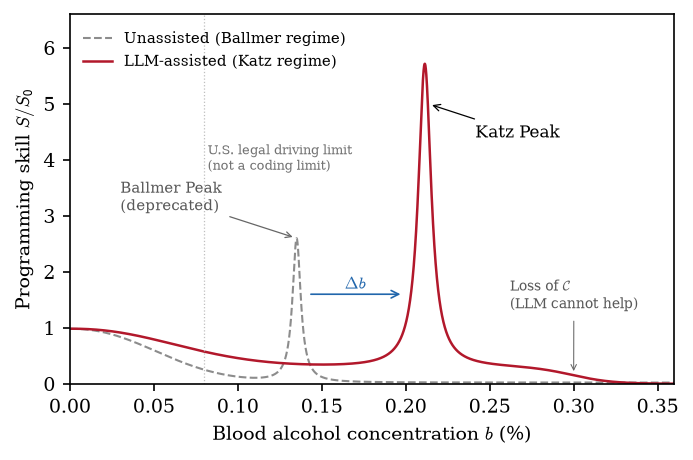 Unassisted (Ballmer regime)
LLM-assisted (Katz regime)
Programming skill S/S₀
6
5
4
3
2
1
0
U.S. legal driving limit
(not a coding limit)
Ballmer Peak
(deprecated)
Katz Peak
Δb
Loss of 𝒞
(LLM cannot help)
0.00 0.05 0.10 0.15 0.20 0.25 0.30 0.35
Blood alcohol concentration b (%)